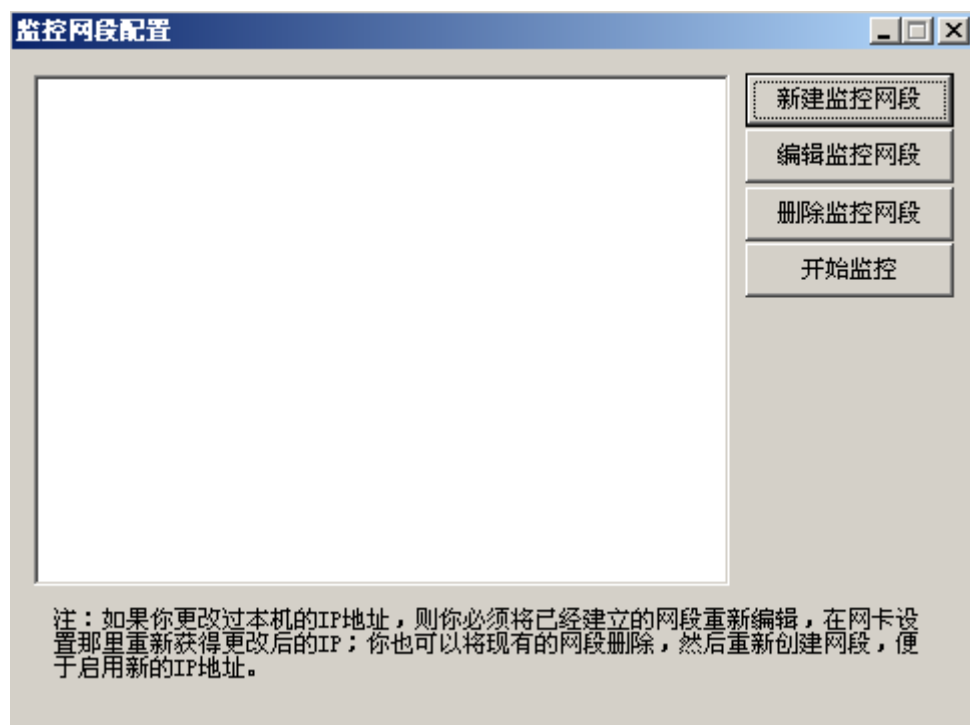 监控网段配置
新建监控网段
编辑监控网段
删除监控网段
开始监控
注：如果你更改过本机的IP地址，则你必须将已经建立的网段重新编辑，在网卡设
置那里重新获得更改后的IP；你也可以将现有的网段删除，然后重新创建网段，便
于启用新的IP地址。